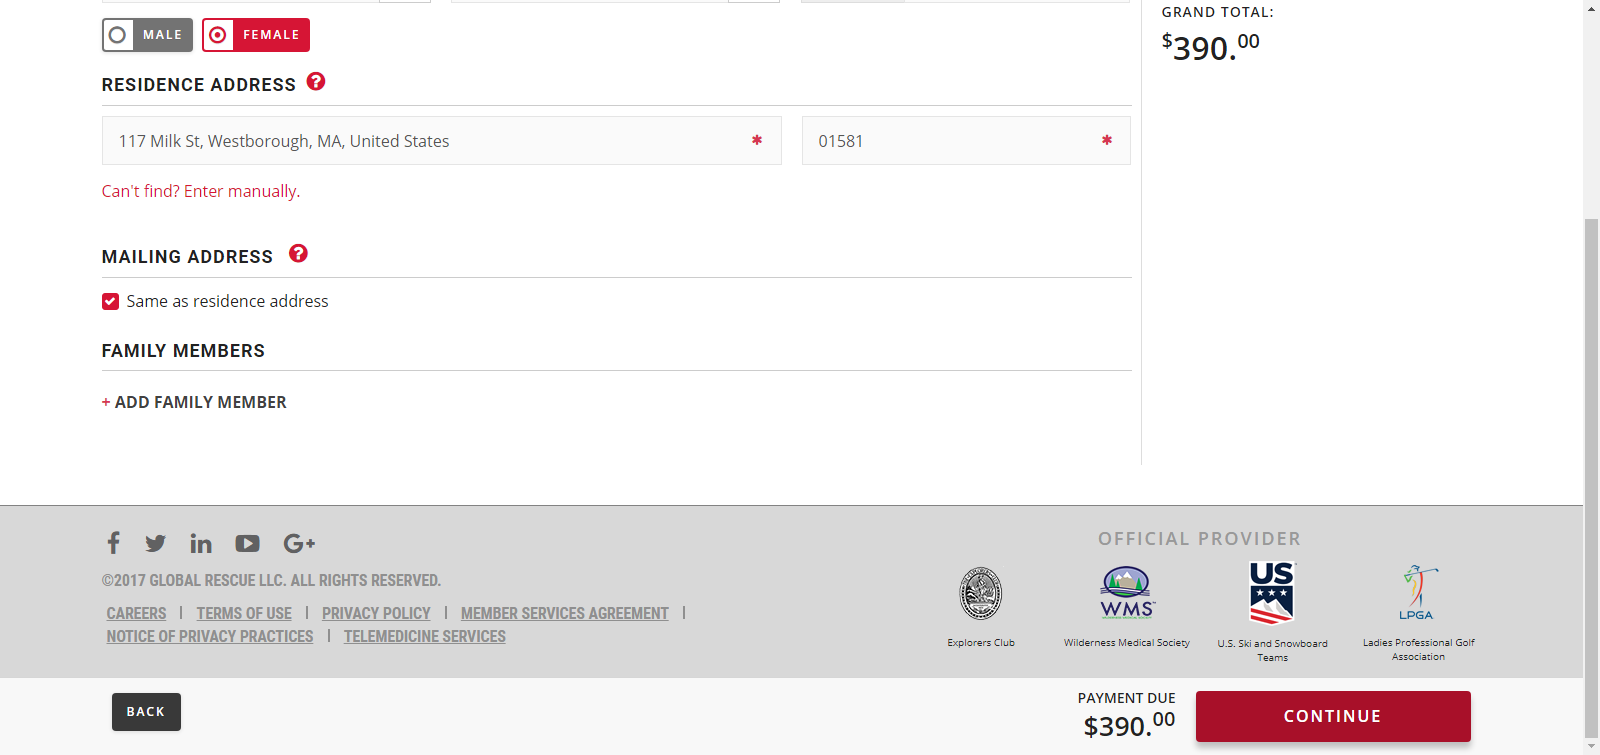 GRAND TOTAL:
$390.00
MALE
FEMALE
RESIDENCE ADDRESS ?
117 Milk St, Westborough, MA, United States *
01581 *
Can't find? Enter manually.
MAILING ADDRESS ?
Same as residence address
FAMILY MEMBERS
+ ADD FAMILY MEMBER
©2017 GLOBAL RESCUE LLC. ALL RIGHTS RESERVED.
CAREERS | TERMS OF USE | PRIVACY POLICY | MEMBER SERVICES AGREEMENT |
NOTICE OF PRIVACY PRACTICES | TELEMEDICINE SERVICES
OFFICIAL PROVIDER
WMS
US
LPGA
Explorers Club
Wilderness Medical Society
U.S. Ski and Snowboard
Teams
Ladies Professional Golf
Association
BACK
PAYMENT DUE
$390.00
CONTINUE